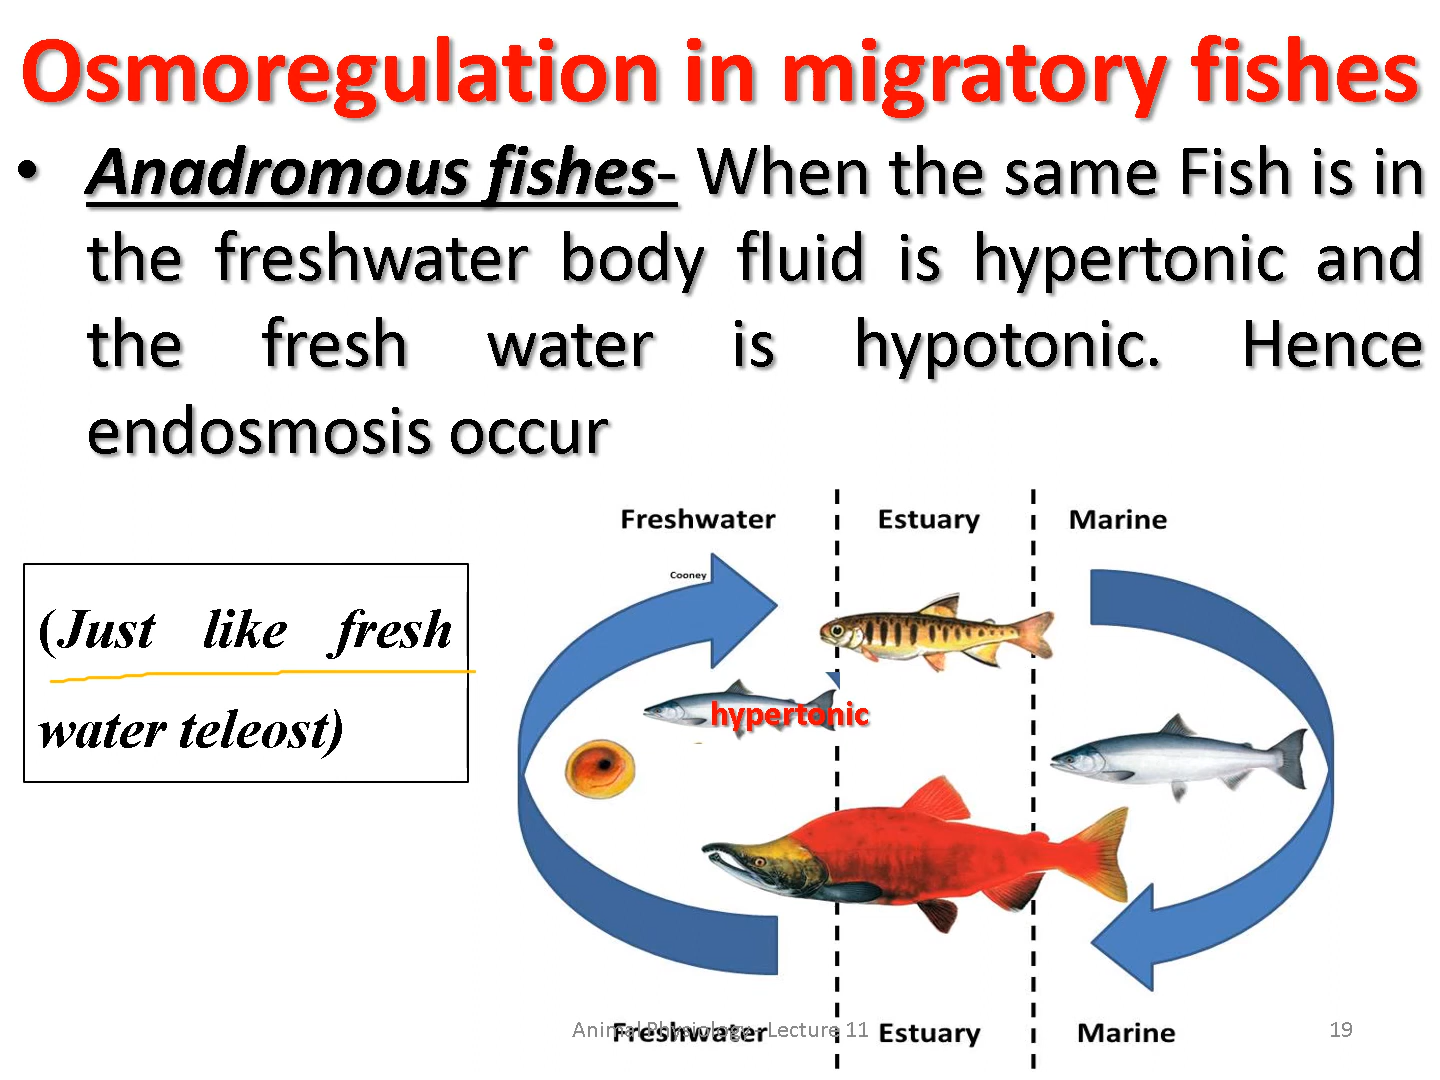 Osmoregulation in migratory fishes
• Anadromous fishes- When the same Fish is in
the freshwater body fluid is hypertonic and
the fresh water is hypotonic. Hence
endosmosis occur
Freshwater Estuary Marine
Cooney
(Just like fresh
water teleost)
hypertonic
Animal Physiology - Lecture 11
Freshwater Estuary Marine
19